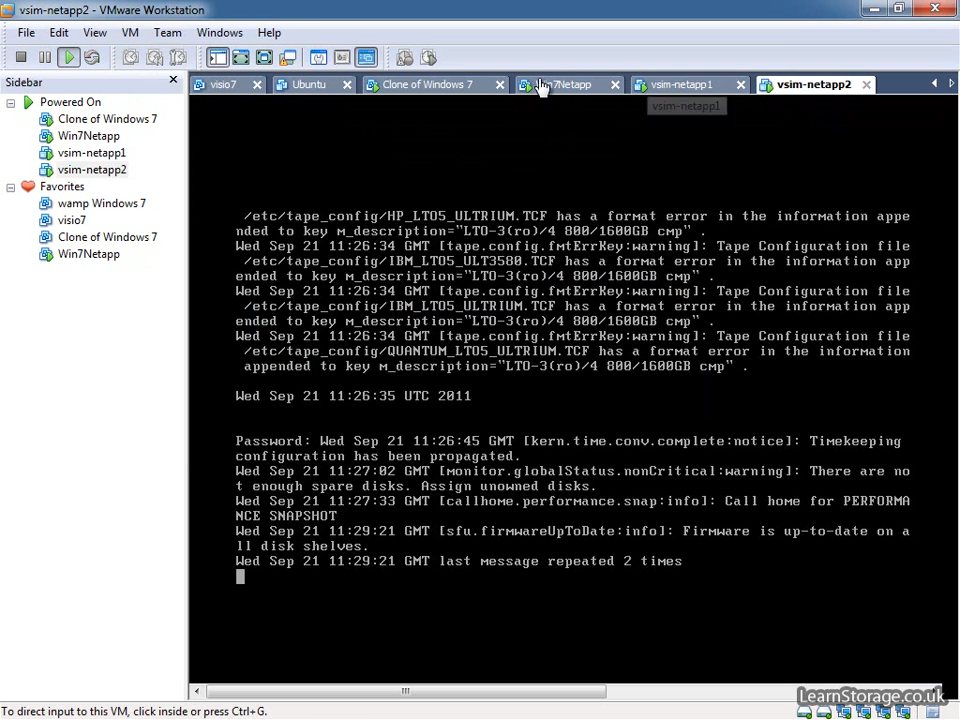 vsim-netapp2 - VMware Workstation
File Edit View VM Team Windows Help
Sidebar
Powered On
Clone of Windows 7
Win7Netapp
vsim-netapp1
vsim-netapp2
Favorites
wamp Windows 7
visio7
Clone of Windows 7
Win7Netapp
visio7 Ubuntu Clone of Windows 7 Win7Netapp vsim-netapp1 vsim-netapp2
vsim-netapp1
/etc/tape_config/HP_LTO5_ULTRIUM.TCF has a format error in the information appe
nded to key m_description="LTO-3(ro)/4 800/1600GB cmp" .
Wed Sep 21 11:26:34 GMT [tape.config.fmtErrKey:warning]: Tape Configuration file
/etc/tape_config/IBM_LTO5_ULT3580.TCF has a format error in the information app
ended to key m_description="LTO-3(ro)/4 800/1600GB cmp" .
Wed Sep 21 11:26:34 GMT [tape.config.fmtErrKey:warning]: Tape Configuration file
/etc/tape_config/IBM_LTO5_ULTRIUM.TCF has a format error in the information app
ended to key m_description="LTO-3(ro)/4 800/1600GB cmp" .
Wed Sep 21 11:26:34 GMT [tape.config.fmtErrKey:warning]: Tape Configuration file
/etc/tape_config/QUANTUM_LTO5_ULTRIUM.TCF has a format error in the information
appended to key m_description="LTO-3(ro)/4 800/1600GB cmp" .
Wed Sep 21 11:26:35 UTC 2011
Password: Wed Sep 21 11:26:45 GMT [kern.time.conv.complete:notice]: Timekeeping
configuration has been propagated.
Wed Sep 21 11:27:02 GMT [monitor.globalStatus.nonCritical:warning]: There are no
t enough spare disks. Assign unowned disks.
Wed Sep 21 11:27:33 GMT [callhome.performance.snap:info]: Call home for PERFORMA
NCE SNAPSHOT
Wed Sep 21 11:29:21 GMT [sfu.firmwareUpToDate:info]: Firmware is up-to-date on a
ll disk shelves.
Wed Sep 21 11:29:21 GMT last message repeated 2 times
To direct input to this VM, click inside or press Ctrl+G.
LearnStorage.co.uk